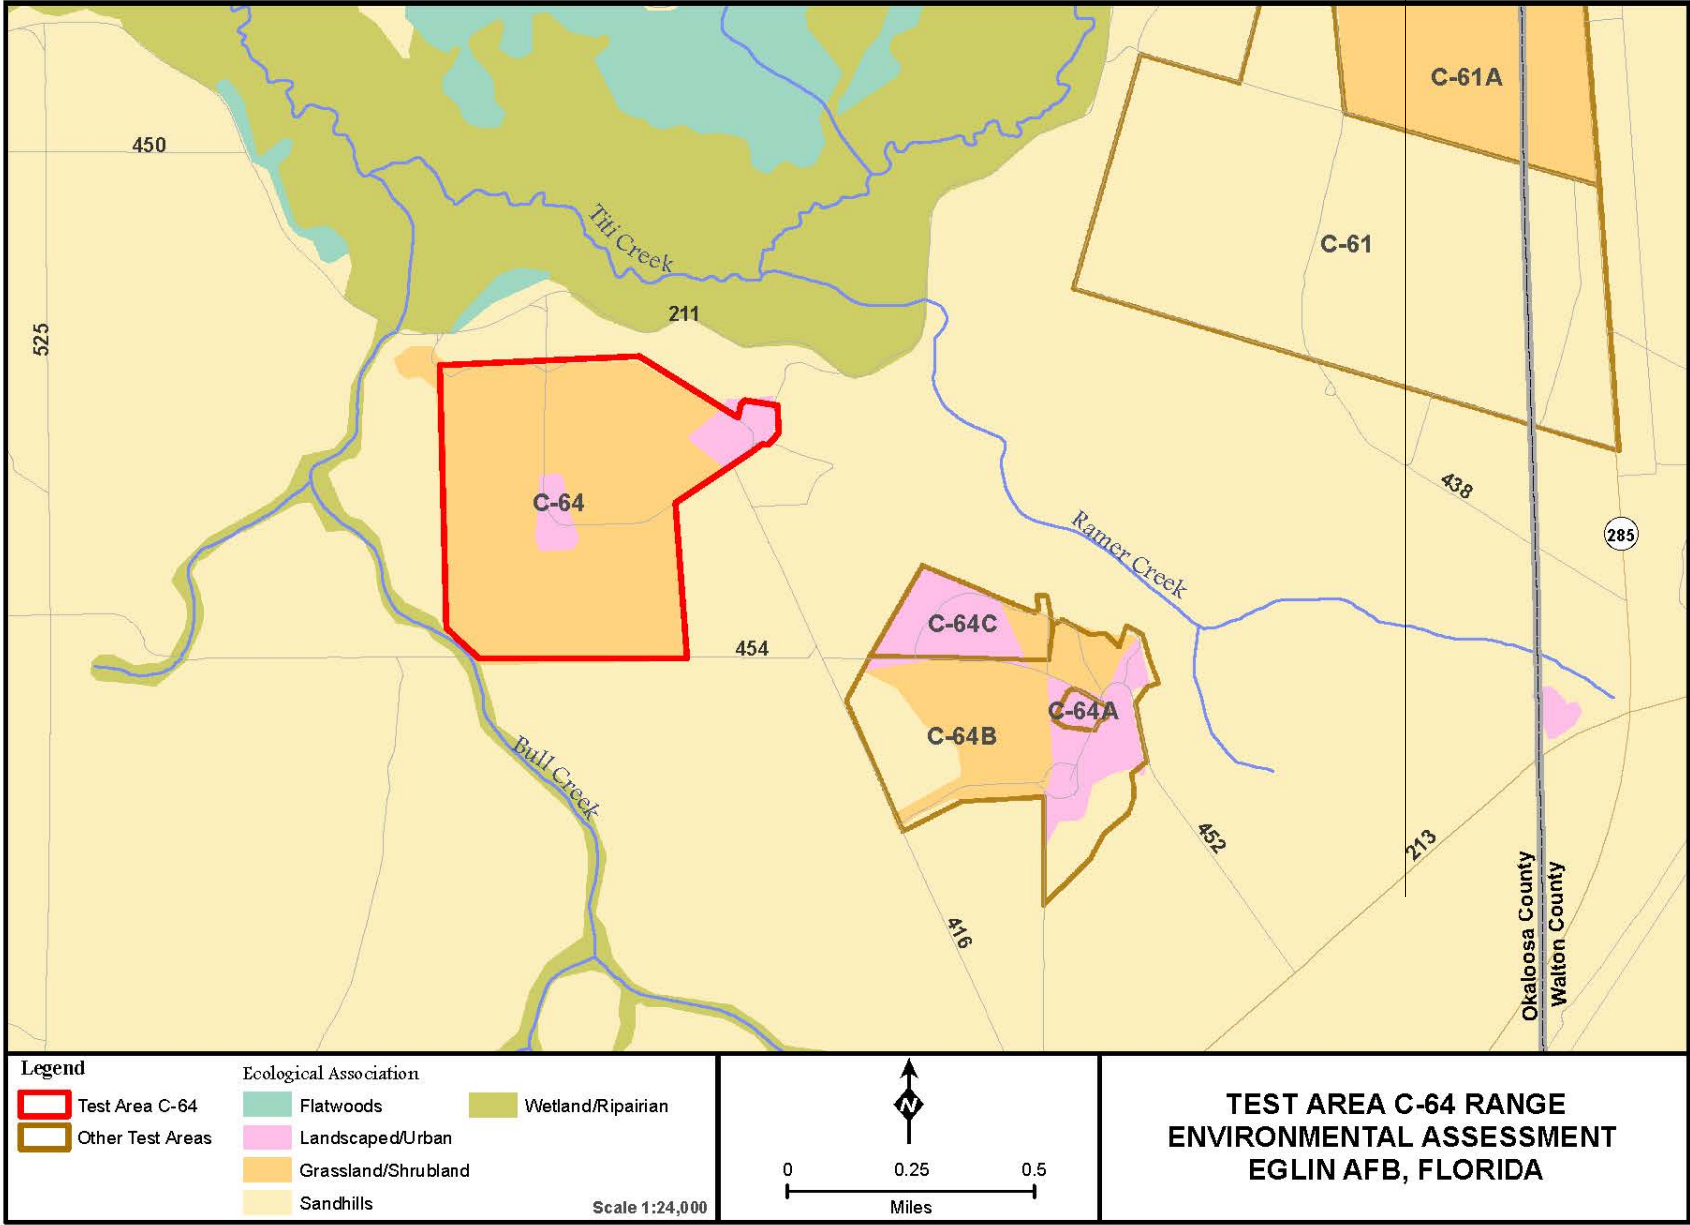 C-61A
450
C-61
Titi Creek
211
525
C-64
438
285
Ramer Creek
C-64C
454
C-64A
C-64B
Bull Creek
452
213
416
Okaloosa County
Walton County
Legend
Test Area C-64
Other Test Areas
Ecological Association
Flatwoods
Landscaped/Urban
Grassland/Shrubland
Sandhills
Wetland/Ripairian
Scale 1:24,000
N
0 0.25 0.5
Miles
TEST AREA C-64 RANGE
ENVIRONMENTAL ASSESSMENT
EGLIN AFB, FLORIDA